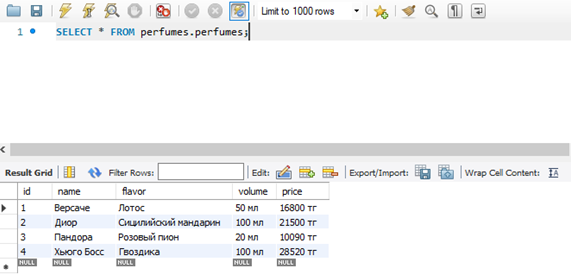 Limit to 1000 rows
1 SELECT * FROM perfumes.perfumes;
Result Grid Filter Rows: Edit: Export/Import: Wrap Cell Content:
id name flavor volume price
1 Версаче Лотос 50 мл 16800 тг
2 Диор Сицилийский мандарин 100 мл 21500 тг
3 Пандора Розовый пион 20 мл 10090 тг
4 Хьюго Босс Гвоздика 100 мл 28520 тг
NULL NULL NULL NULL NULL